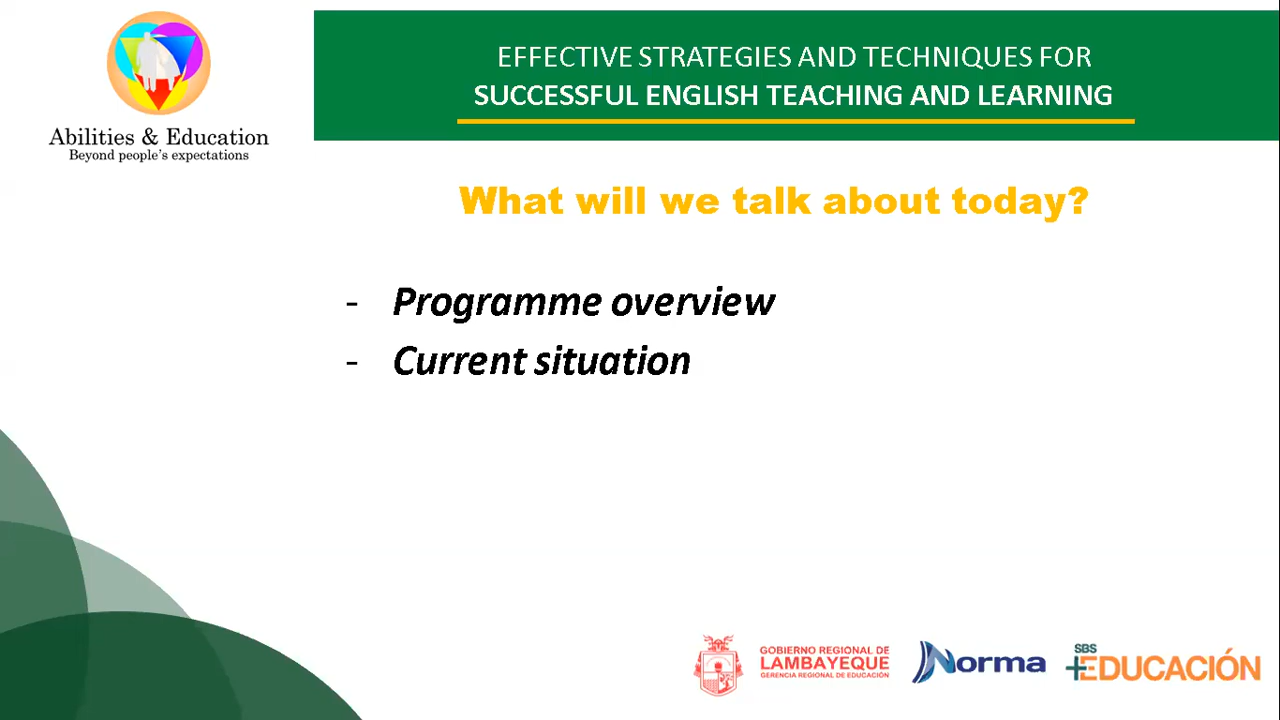 Abilities & Education
Beyond people's expectations
EFFECTIVE STRATEGIES AND TECHNIQUES FOR
SUCCESSFUL ENGLISH TEACHING AND LEARNING
What will we talk about today?
- Programme overview
- Current situation
GOBIERNO REGIONAL DE
LAMBAYEQUE
GERENCIA REGIONAL DE EDUCACIÓN
Norma
SBS
+EDUCACIÓN